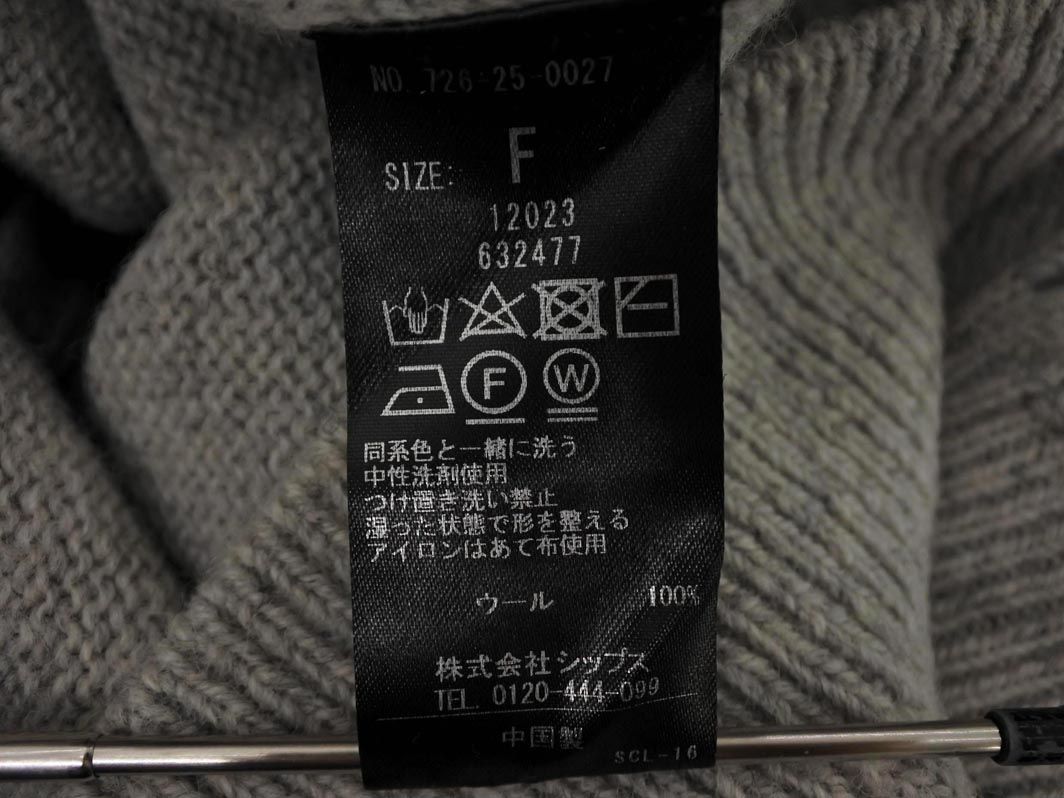 NO. 726-25-0027
SIZE: F
12023
632477
F W
同系色と一緒に洗う
中性洗剤使用
つけ置き洗い禁止
湿った状態で形を整える
アイロンはあて布使用
ウール 100%
株式会社シップス
TEL. 0120-444-099
中国製
SCL-16